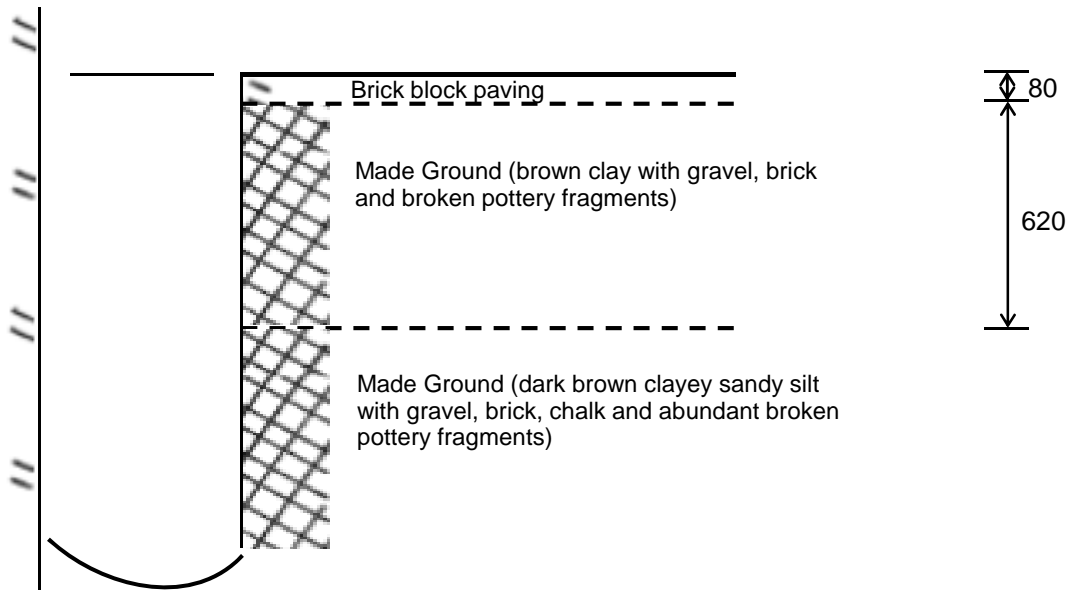 Brick block paving
80
Made Ground (brown clay with gravel, brick
and broken pottery fragments)
620
Made Ground (dark brown clayey sandy silt
with gravel, brick, chalk and abundant broken
pottery fragments)